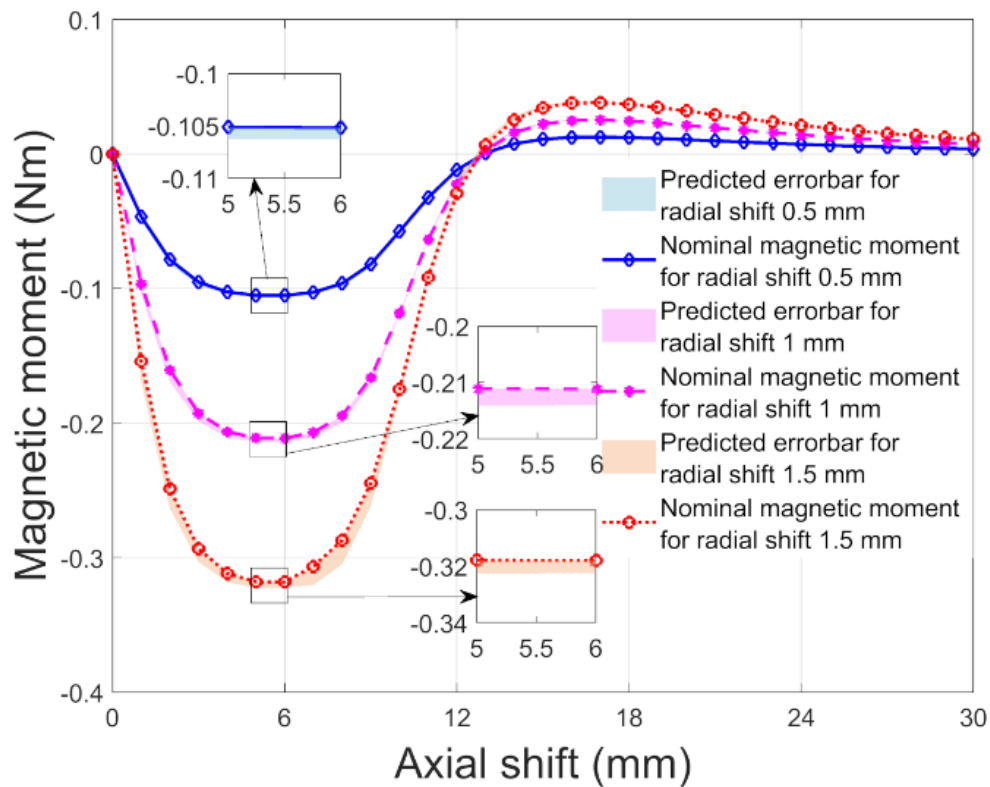 Magnetic moment (Nm)
0.1
0
-0.1
-0.2
-0.3
-0.4
0
6
12
18
24
30
Axial shift (mm)
-0.1
-0.105
-0.11
5
5.5
6
-0.2
-0.21
-0.22
5
5.5
6
-0.3
-0.32
-0.34
5
5.5
6
Predicted errorbar for
radial shift 0.5 mm
Nominal magnetic moment
for radial shift 0.5 mm
Predicted errorbar for
radial shift 1 mm
Nominal magnetic moment
for radial shift 1 mm
Predicted errorbar for
radial shift 1.5 mm
Nominal magnetic moment
for radial shift 1.5 mm